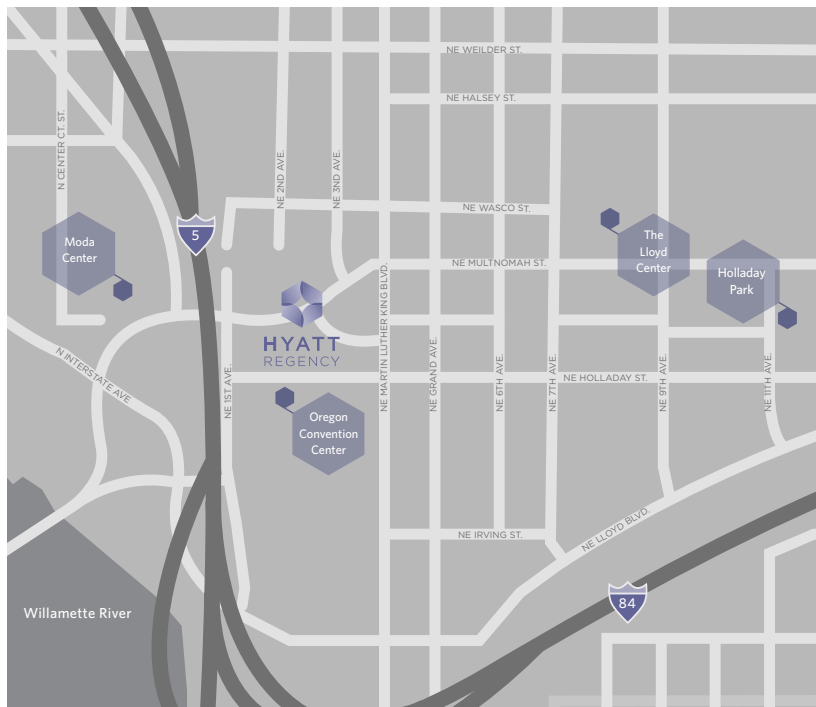 NE WEILDER ST.
NE HALSEY ST.
N CENTER CT. ST.
NE 2ND AVE.
NE 3RD AVE.
NE WASCO ST.
5
Moda
Center
The
Lloyd
Center
NE MULTNOMAH ST.
Holladay
Park
HYATT
REGENCY
NE MARTIN LUTHER KING BLVD.
NE GRAND AVE.
N INTERSTATE AVE
NE 1ST AVE.
NE 6TH AVE.
NE 7TH AVE.
NE HOLLADAY ST.
NE 9TH AVE.
NE 11TH AVE.
Oregon
Convention
Center
NE IRVING ST.
NE LLOYD BLVD.
84
Willamette River